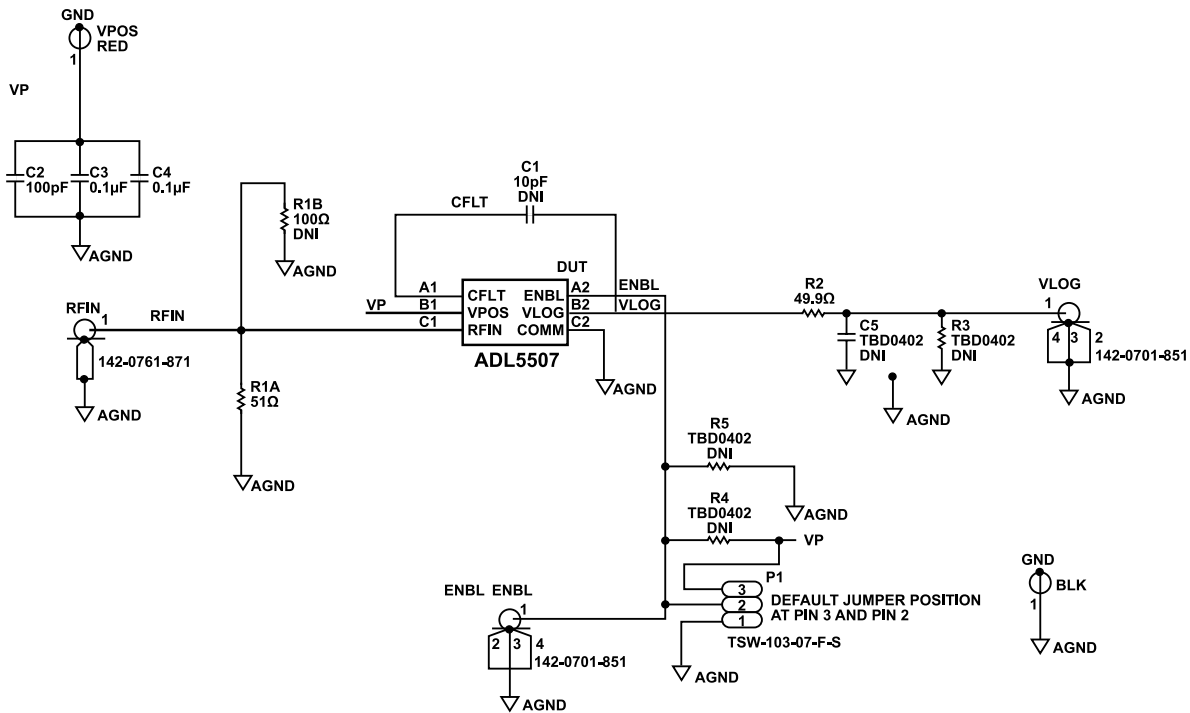 GND
VPOS
RED
1
VP
C2
100pF
C3
0.1µF
C4
0.1µF
AGND
R1B
100Ω
DNI
AGND
RFIN
1
RFIN
142-0761-871
AGND
R1A
51Ω
AGND
C1
10pF
DNI
CFLT
DUT
A1
CFLT
ENBL
A2
ENBL
VP
B1
VPOS
VLOG
B2
VLOG
C1
RFIN
COMM
C2
ADL5507
AGND
R2
49.9Ω
C5
TBD0402
DNI
R3
TBD0402
DNI
AGND
VLOG
1
4 3 2
142-0701-851
AGND
R5
TBD0402
DNI
AGND
R4
TBD0402
DNI
VP
P1
3
2
1
DEFAULT JUMPER POSITION
AT PIN 3 AND PIN 2
TSW-103-07-F-S
AGND
ENBL ENBL
1
2 3 4
142-0701-851
AGND
GND
BLK
1
AGND